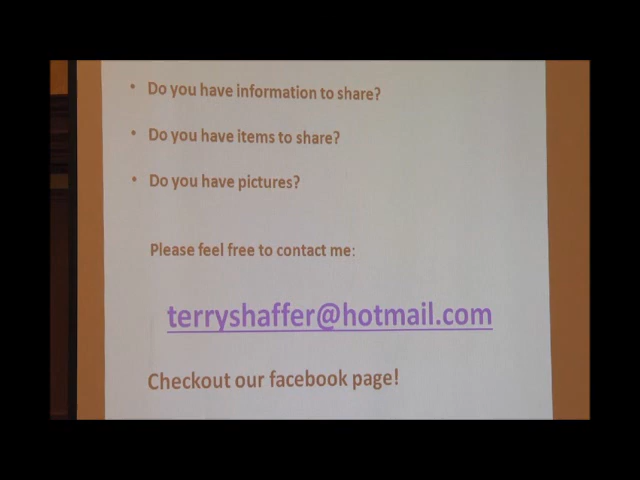 • Do you have information to share?
• Do you have items to share?
• Do you have pictures?
Please feel free to contact me:
terryshaffer@hotmail.com
Checkout our facebook page!